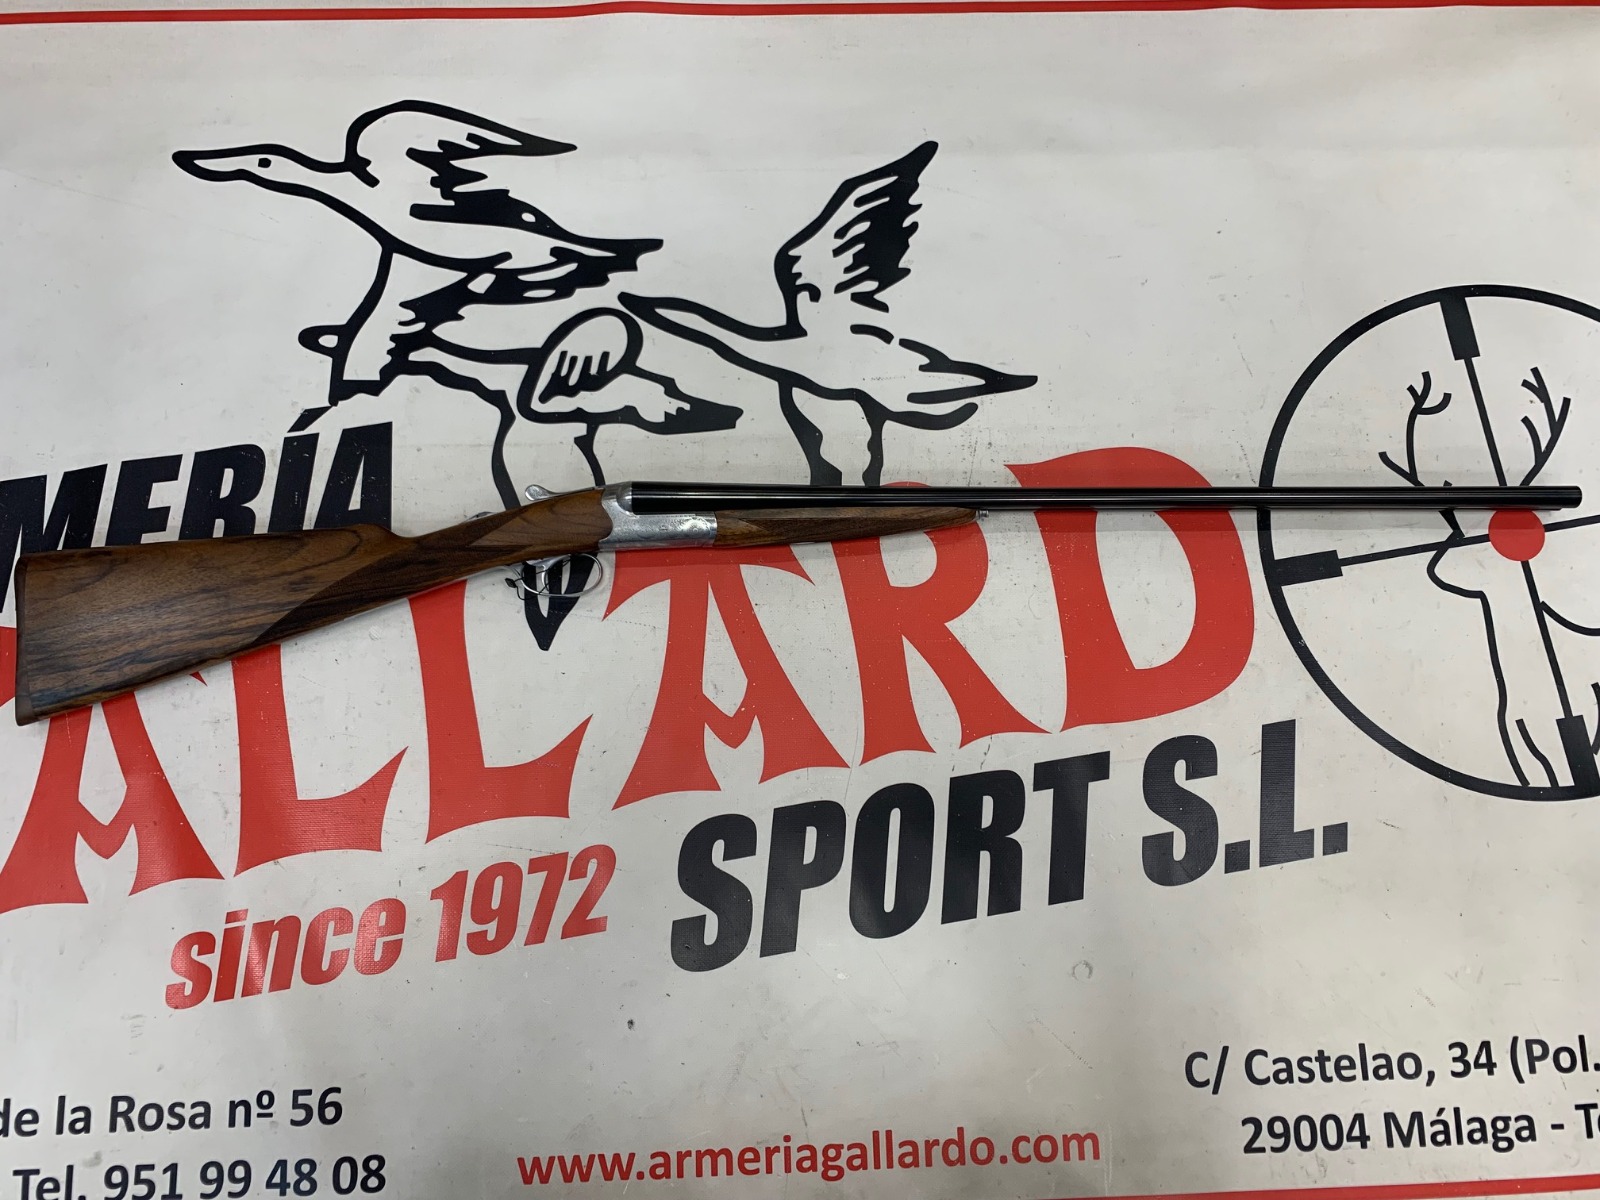 MERÍA
ALLARDO
since 1972
SPORT S.L.
de la Rosa nº 56
Tel. 951 99 48 08
www.armeriagallardo.com
C/ Castelao, 34 (Pol.
29004 Málaga - Te